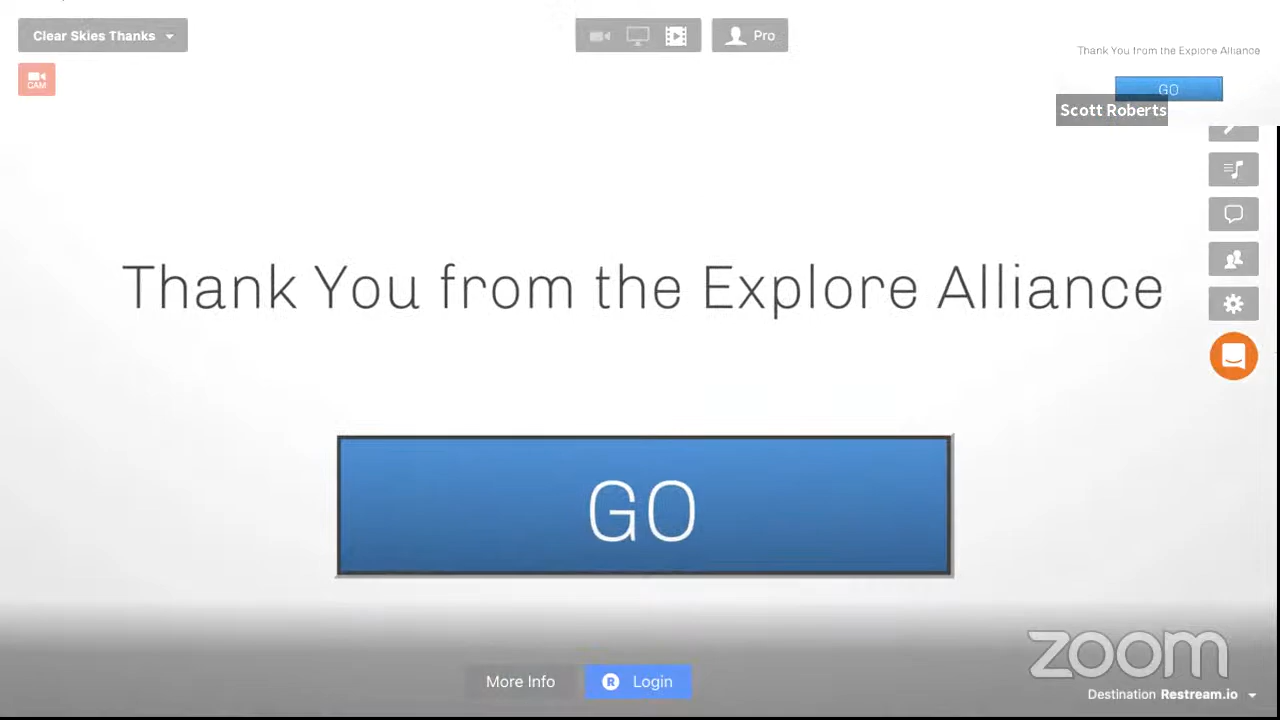 Clear Skies Thanks
Pro
Thank You from the Explore Alliance
GO
Scott Roberts
CAM
Thank You from the Explore Alliance
GO
More Info
R Login
zoom
Destination Restream.io